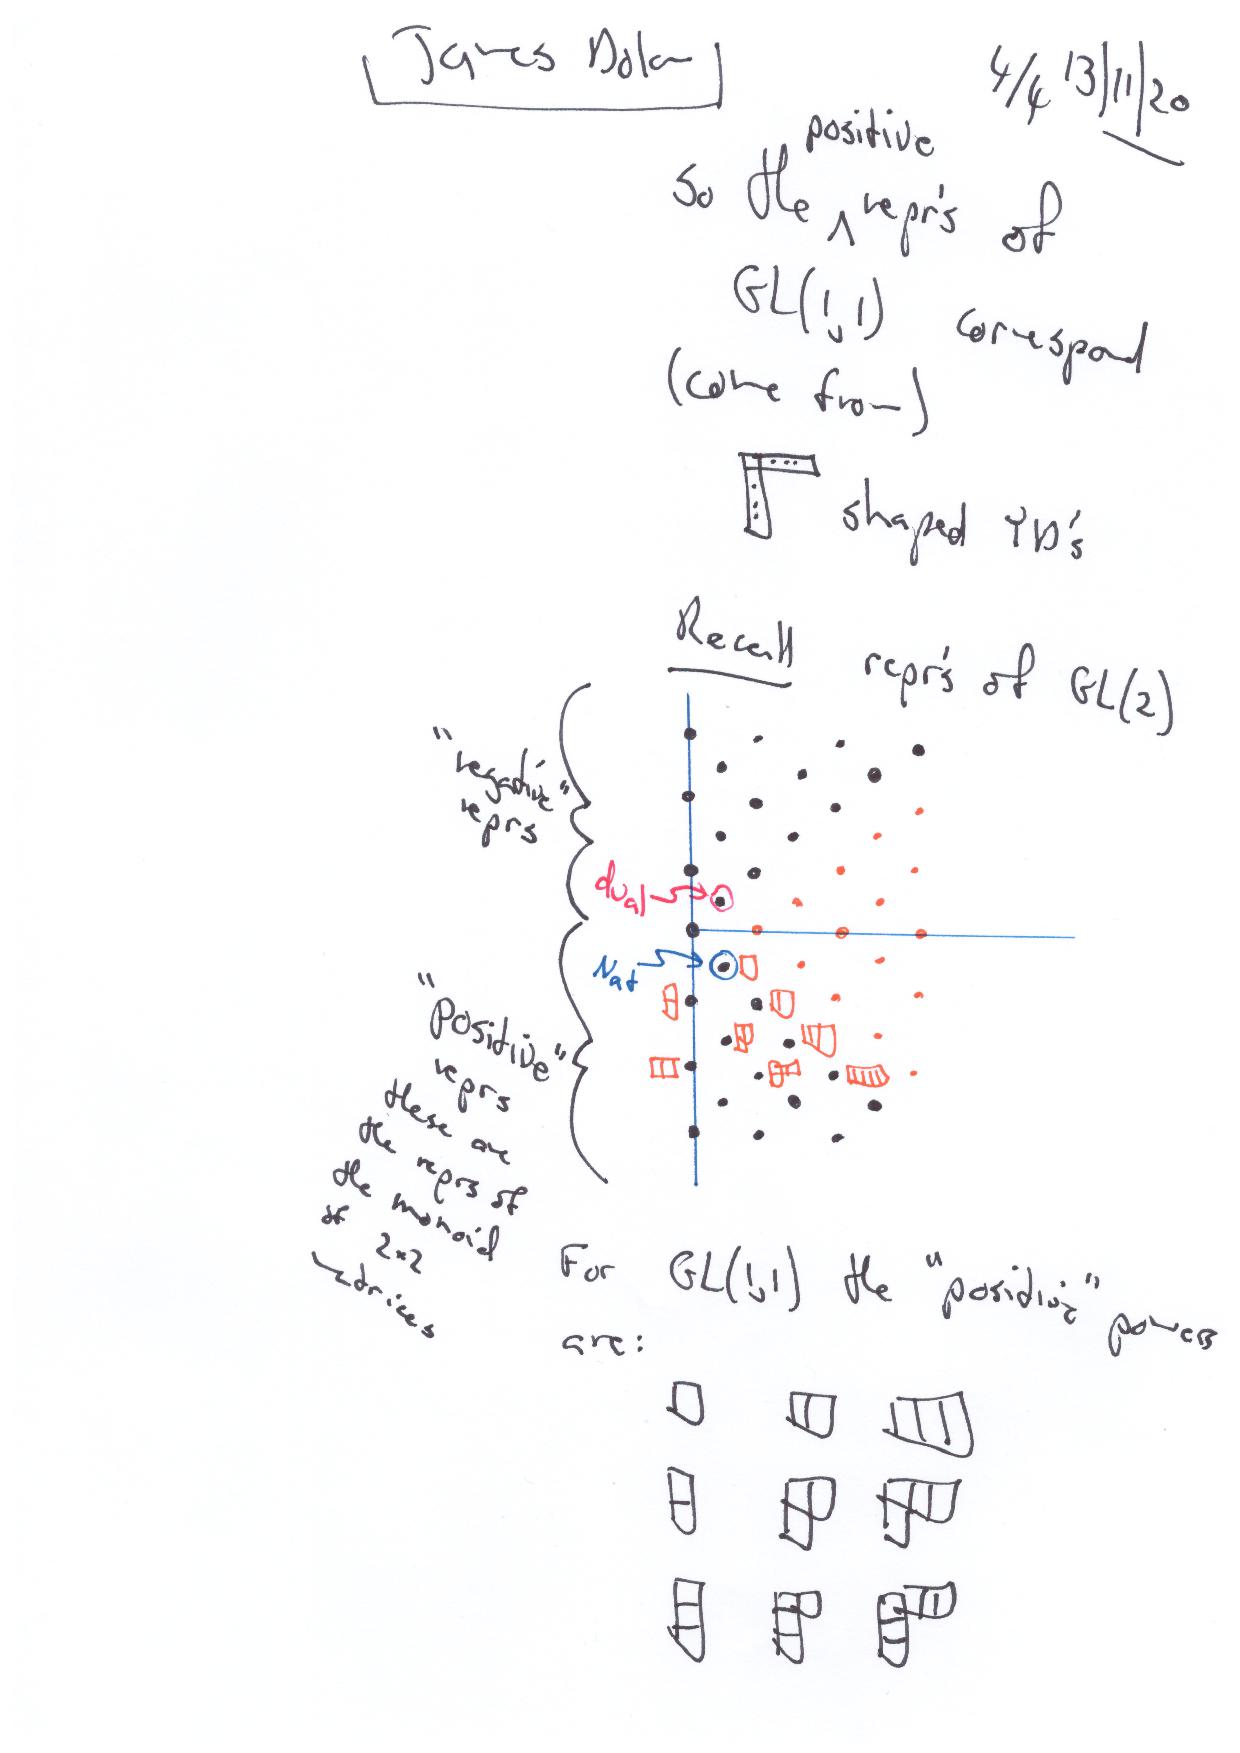 James Dolan
4/4 13/11/20
positive
So the ∧ repr's of
GL(1,1) correspond
(come from)
shaped YD's
Recall repr's of GL(2)
"negative"
reprs
dual
Nat
"Positive"
reprs
these are
the reprs of
the monoid
of 2×2
matrices
For GL(1,1) the "positive" powers
are: